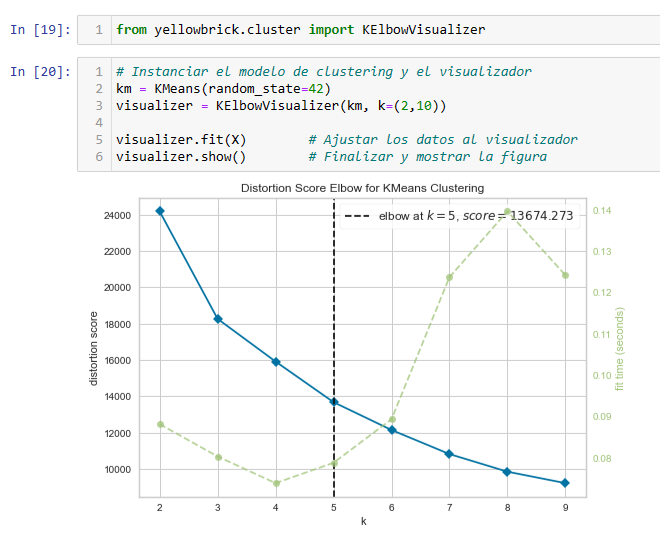 In [19]: 1 from yellowbrick.cluster import KElbowVisualizer
In [20]: 1 # Instanciar el modelo de clustering y el visualizador
2 km = KMeans(random_state=42)
3 visualizer = KElbowVisualizer(km, k=(2,10))
4
5 visualizer.fit(X) # Ajustar los datos al visualizador
6 visualizer.show() # Finalizar y mostrar la figura
Distortion Score Elbow for KMeans Clustering
elbow at k = 5, score = 13674.273
distortion score
24000
22000
20000
18000
16000
14000
12000
10000
0.14
0.13
0.12
0.11
0.10
0.09
0.08
fit time (seconds)
2 3 4 5 6 7 8 9
k